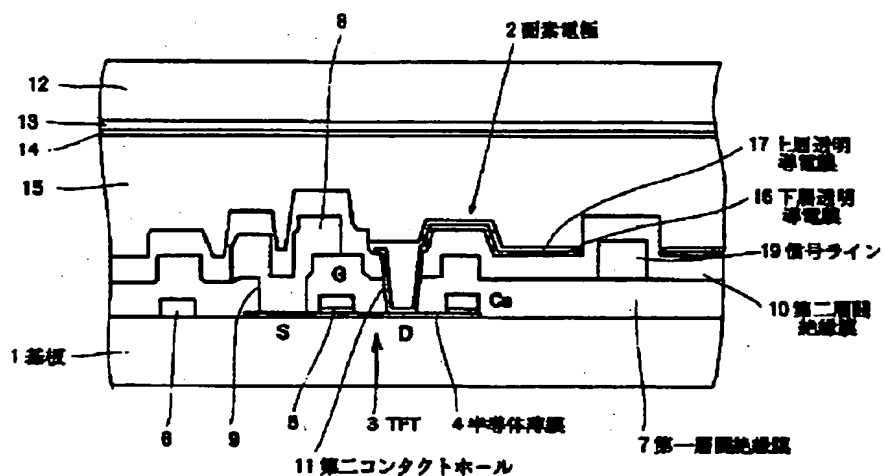 8
2 画素電極
12
13
14
17 上層透明
導電膜
15
16 下層透明
導電膜
19 信号ライン
G
Cs
10 第二層間
絶縁膜
S
D
1 基板
6
9
5
3 TFT
4 半導体薄膜
7 第一層間絶縁膜
11 第二コンタクトホール